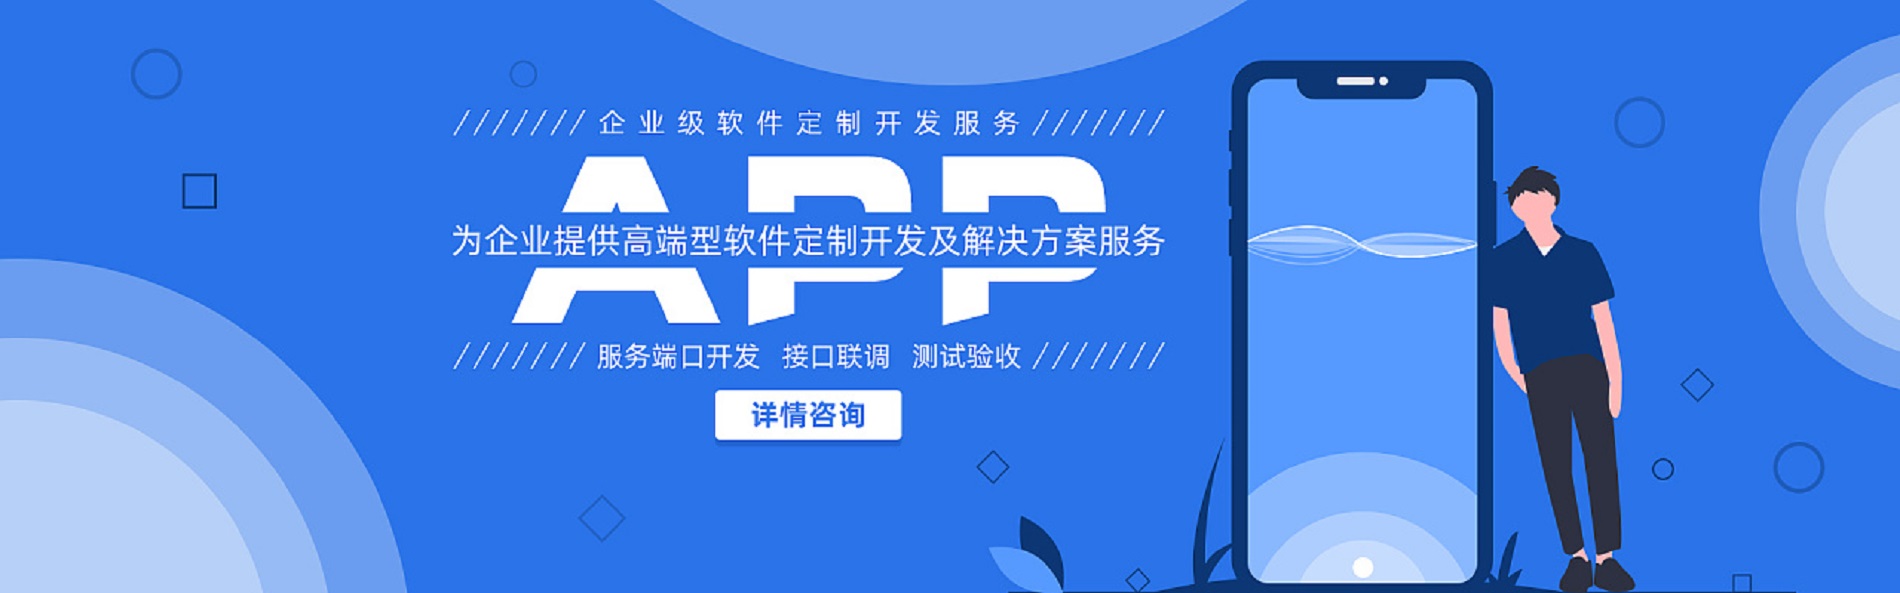 ///////企业级软件定制开发服务///////
APP
为企业提供高端型软件定制开发及解决方案服务
///////服务端口开发 接口联调 测试验收///////
详情咨询